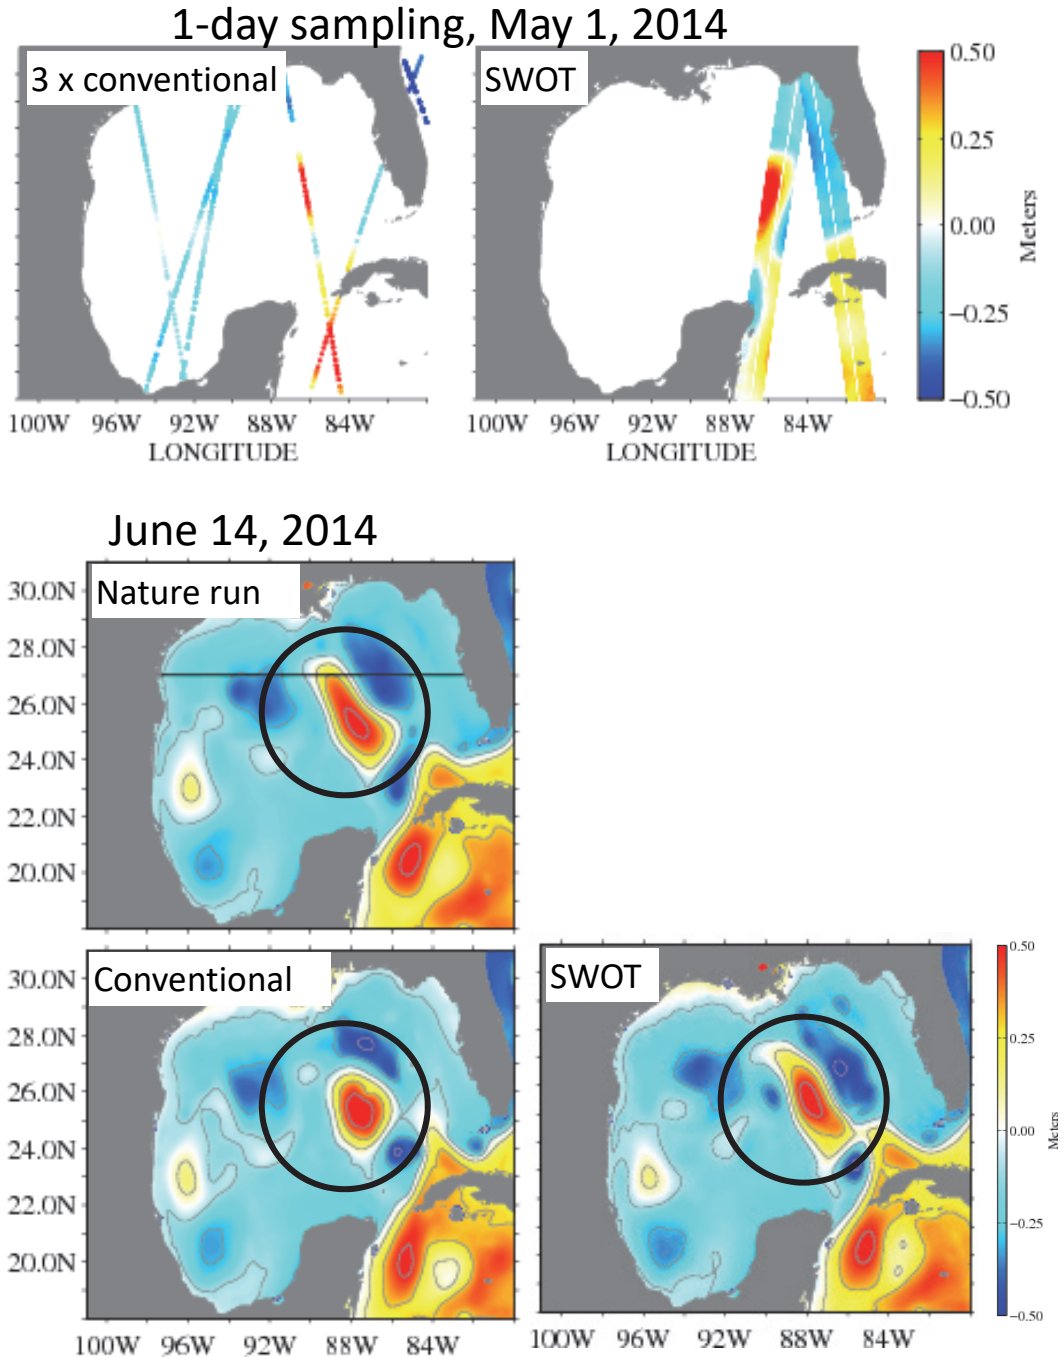 1-day sampling, May 1, 2014
3 x conventional
SWOT
0.50
0.25
0.00
−0.25
−0.50
Meters
100W 96W 92W 88W 84W
LONGITUDE
100W 96W 92W 88W 84W
LONGITUDE
June 14, 2014
Nature run
30.0N
28.0N
26.0N
24.0N
22.0N
20.0N
Conventional
30.0N
28.0N
26.0N
24.0N
22.0N
20.0N
100W 96W 92W 88W 84W
SWOT
100W 96W 92W 88W 84W
0.50
0.25
0.00
−0.25
−0.50
Meters